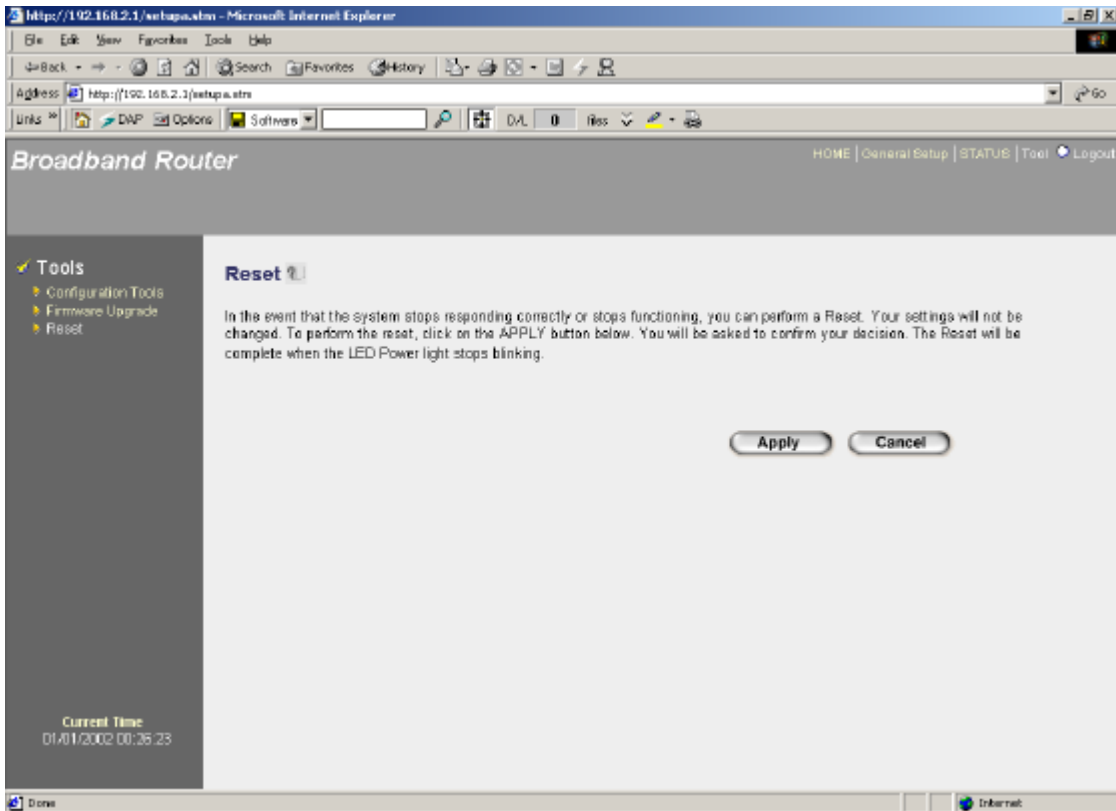 http://192.168.2.1/setupa.stm - Microsoft Internet Explorer
File Edit View Favorites Tools Help
Back Search Favorites History
Address http://192.168.2.1/setupa.stm Go
Links » DAP Options Software D/L 0 files
Broadband Router
HOME | General Setup | STATUS | Tool Logout
Tools
Configuration Tools
Firmware Upgrade
Reset
Reset
In the event that the system stops responding correctly or stops functioning, you can perform a Reset. Your settings will not be
changed. To perform the reset, click on the APPLY button below. You will be asked to confirm your decision. The Reset will be
complete when the LED Power light stops blinking.
Apply Cancel
Current Time
01/01/2002 00:26:23
Done Internet